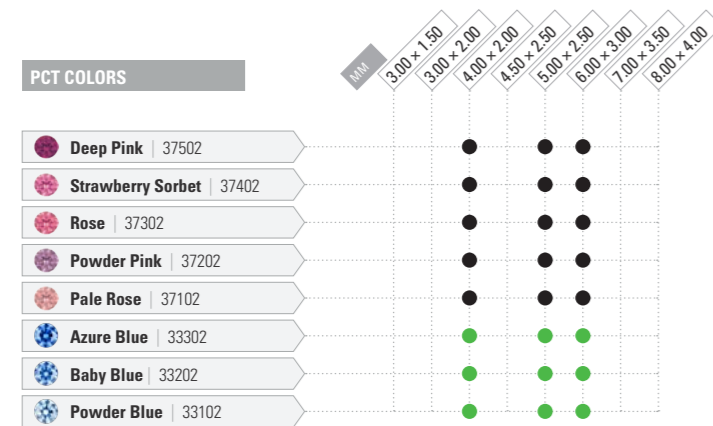 MM
3.00 × 1.50
3.00 × 2.00
4.00 × 2.00
4.50 × 2.50
5.00 × 2.50
6.00 × 3.00
7.00 × 3.50
8.00 × 4.00
PCT COLORS
Deep Pink | 37502
Strawberry Sorbet | 37402
Rose | 37302
Powder Pink | 37202
Pale Rose | 37102
Azure Blue | 33302
Baby Blue | 33202
Powder Blue | 33102